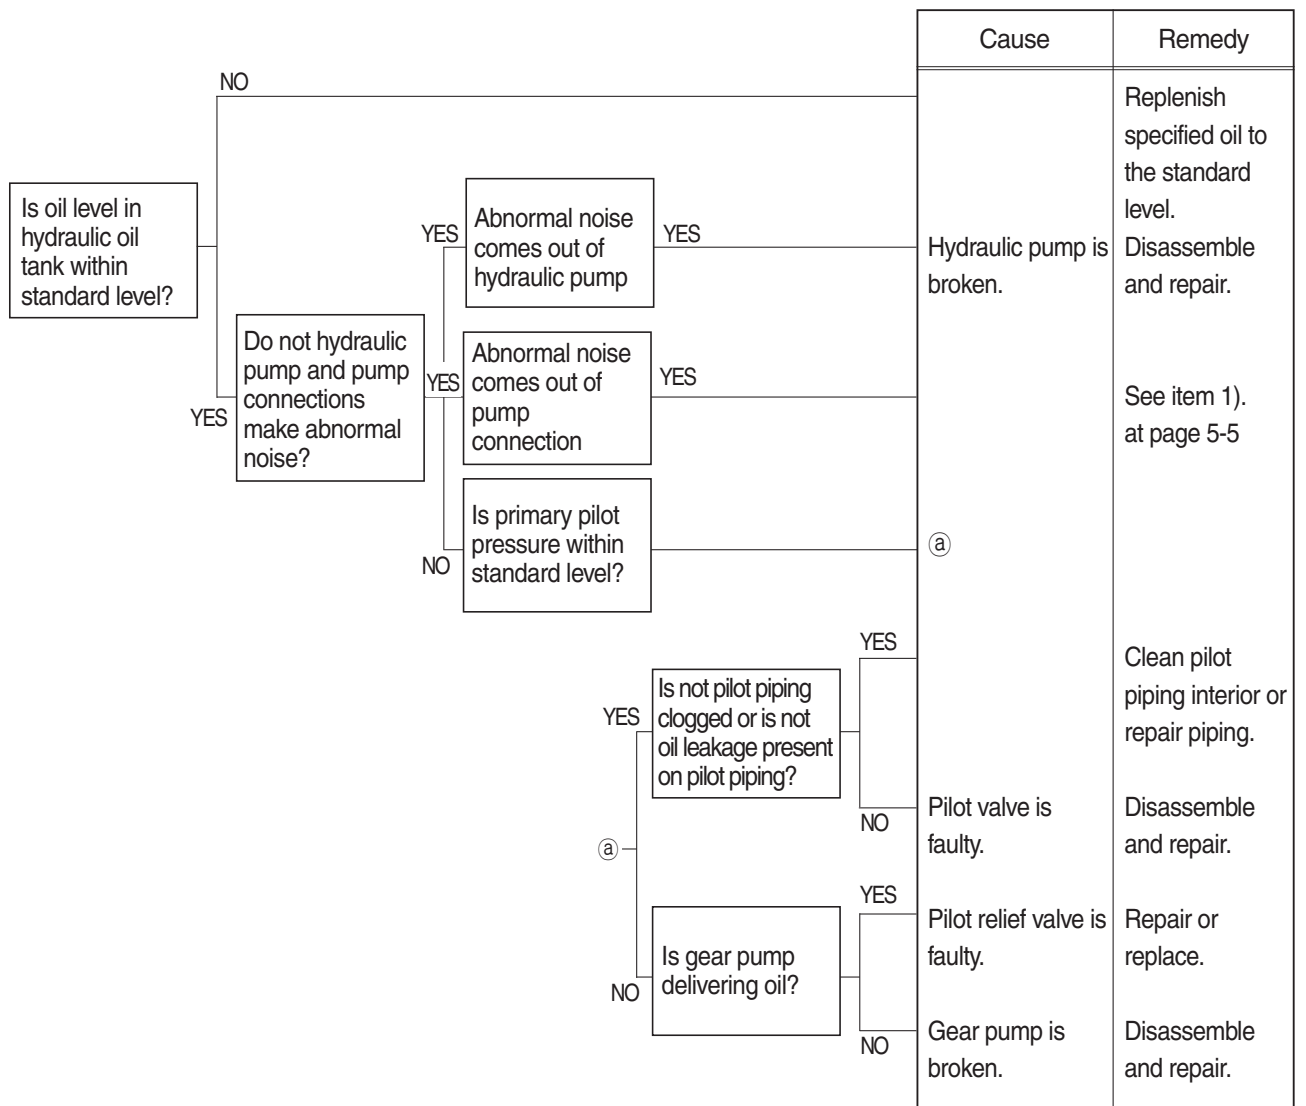 Cause
Remedy
NO
Replenish
specified oil to
the standard
level.
Is oil level in
hydraulic oil
tank within
standard level?
YES
Abnormal noise
comes out of
hydraulic pump
YES
Hydraulic pump is
broken.
Disassemble
and repair.
YES
Do not hydraulic
pump and pump
connections
make abnormal
noise?
YES
Abnormal noise
comes out of
pump
connection
YES
See item 1).
at page 5-5
NO
Is primary pilot
pressure within
standard level?
ⓐ
ⓐ
YES
Is not pilot piping
clogged or is not
oil leakage present
on pilot piping?
YES
Clean pilot
piping interior or
repair piping.
NO
Pilot valve is
faulty.
Disassemble
and repair.
NO
Is gear pump
delivering oil?
YES
Pilot relief valve is
faulty.
Repair or
replace.
NO
Gear pump is
broken.
Disassemble
and repair.